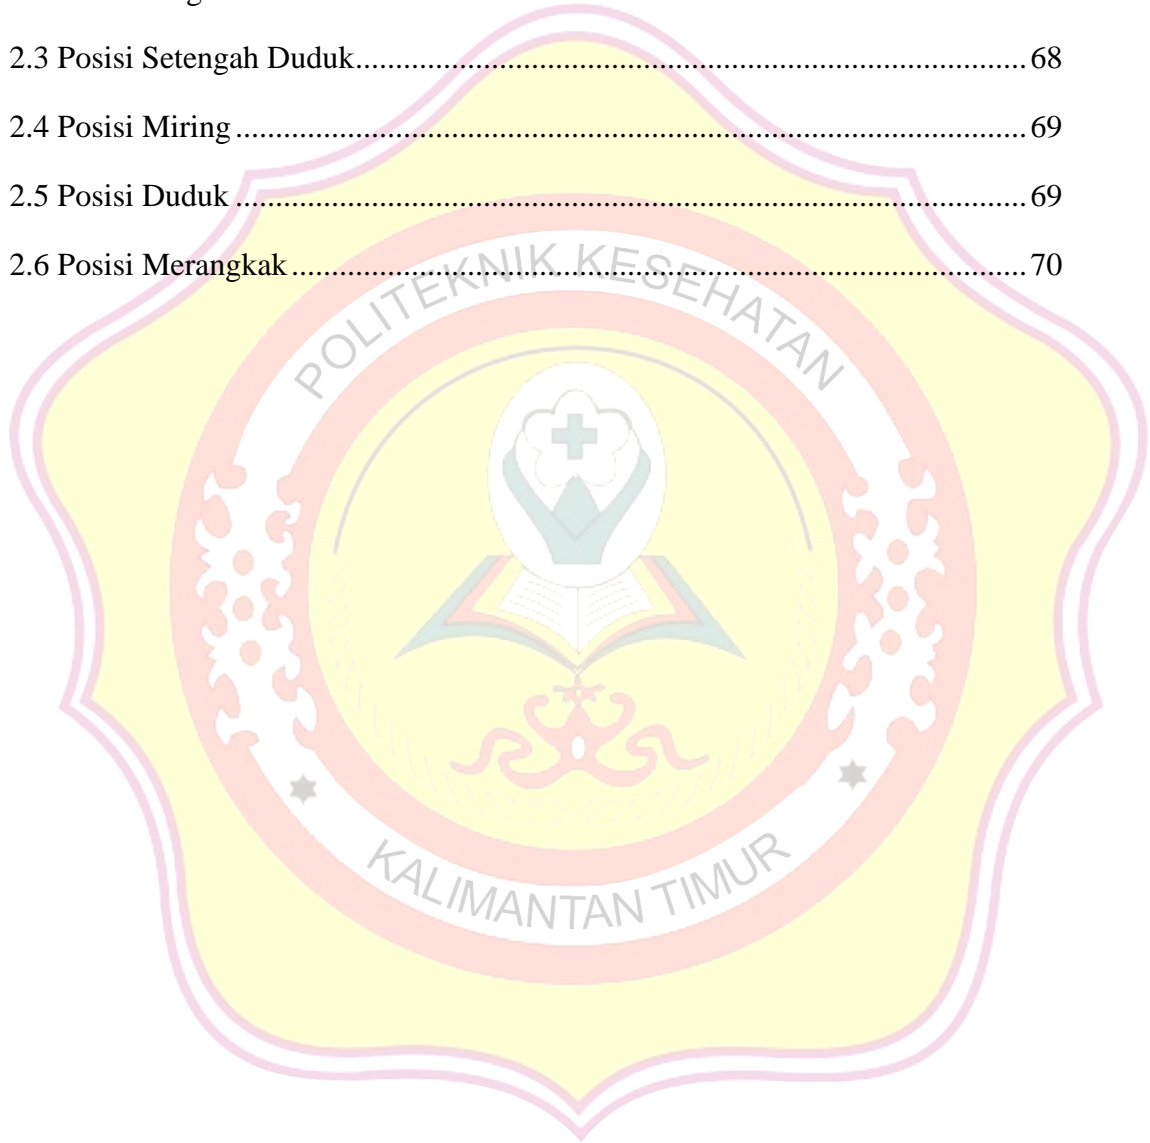 2.3 Posisi Setengah Duduk.................................................................................... 68
2.4 Posisi Miring ................................................................................................... 69
2.5 Posisi Duduk ................................................................................................... 69
2.6 Posisi Merangkak ............................................................................................ 70
POLITEKNIK KESEHATAN
KALIMANTAN TIMUR